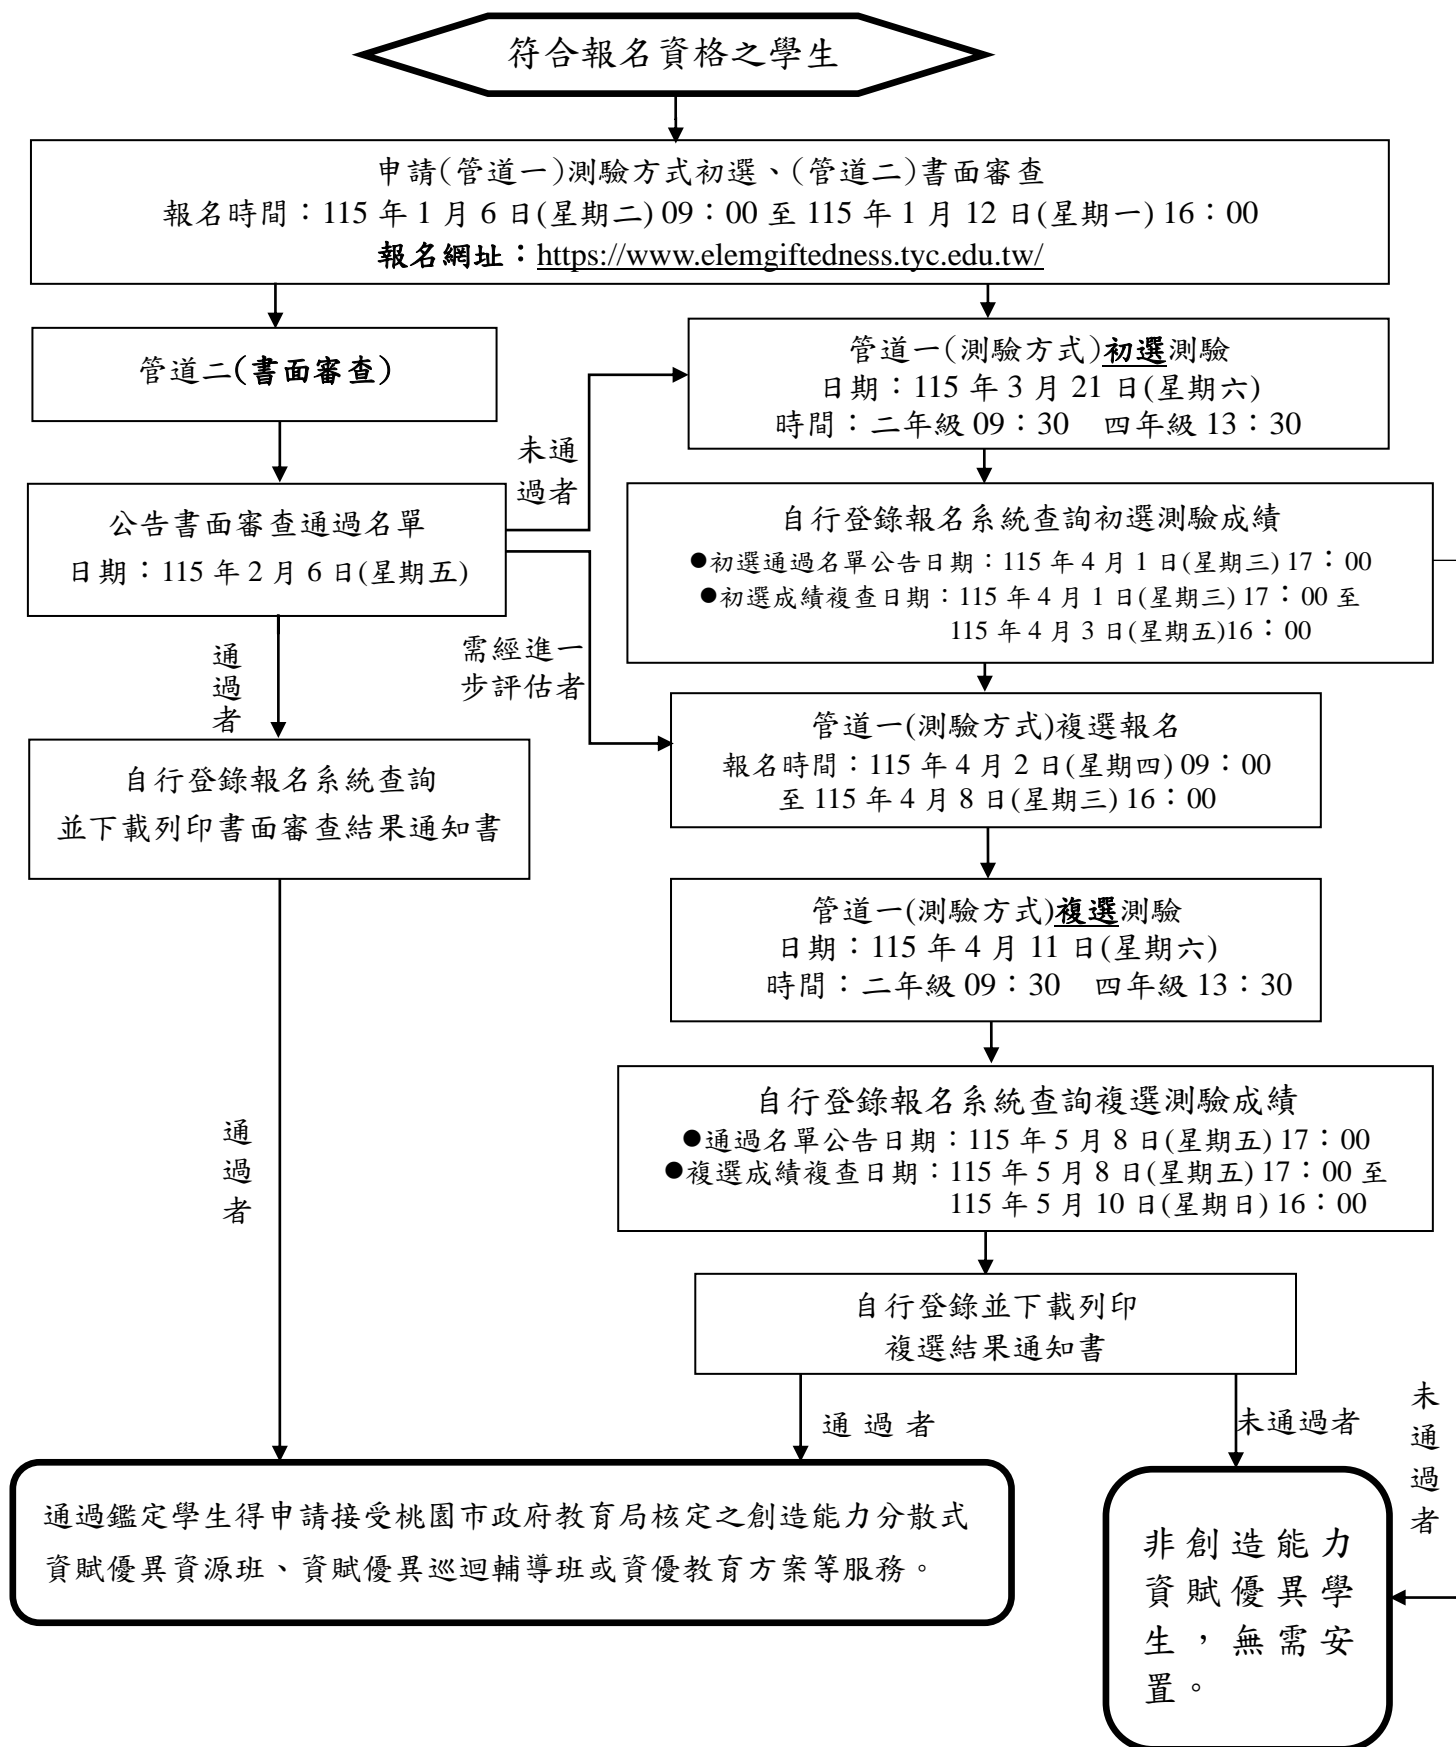 符合報名資格之學生
申請(管道一)測驗方式初選、(管道二)書面審查
報名時間：115 年 1 月 6 日(星期二) 09：00 至 115 年 1 月 12 日(星期一) 16：00
報名網址：https://www.elemgiftedness.tyc.edu.tw/
管道二(書面審查)
管道一(測驗方式)初選測驗
日期：115 年 3 月 21 日(星期六)
時間：二年級 09：30　四年級 13：30
未通
過者
公告書面審查通過名單
日期：115 年 2 月 6 日(星期五)
自行登錄報名系統查詢初選測驗成績
●初選通過名單公告日期：115 年 4 月 1 日(星期三) 17：00
●初選成績複查日期：115 年 4 月 1 日(星期三) 17：00 至
115 年 4 月 3 日(星期五)16：00
通
過
者
需經進一
步評估者
管道一(測驗方式)複選報名
報名時間：115 年 4 月 2 日(星期四) 09：00
至 115 年 4 月 8 日(星期三) 16：00
自行登錄報名系統查詢
並下載列印書面審查結果通知書
管道一(測驗方式)複選測驗
日期：115 年 4 月 11 日(星期六)
時間：二年級 09：30　四年級 13：30
自行登錄報名系統查詢複選測驗成績
●通過名單公告日期：115 年 5 月 8 日(星期五) 17：00
●複選成績複查日期：115 年 5 月 8 日(星期五) 17：00 至
115 年 5 月 10 日(星期日) 16：00
通
過
者
自行登錄並下載列印
複選結果通知書
通 過 者
未通過者
未
通
過
者
通過鑑定學生得申請接受桃園市政府教育局核定之創造能力分散式
資賦優異資源班、資賦優異巡迴輔導班或資優教育方案等服務。
非創造能力
資賦優異學
生，無需安
置。